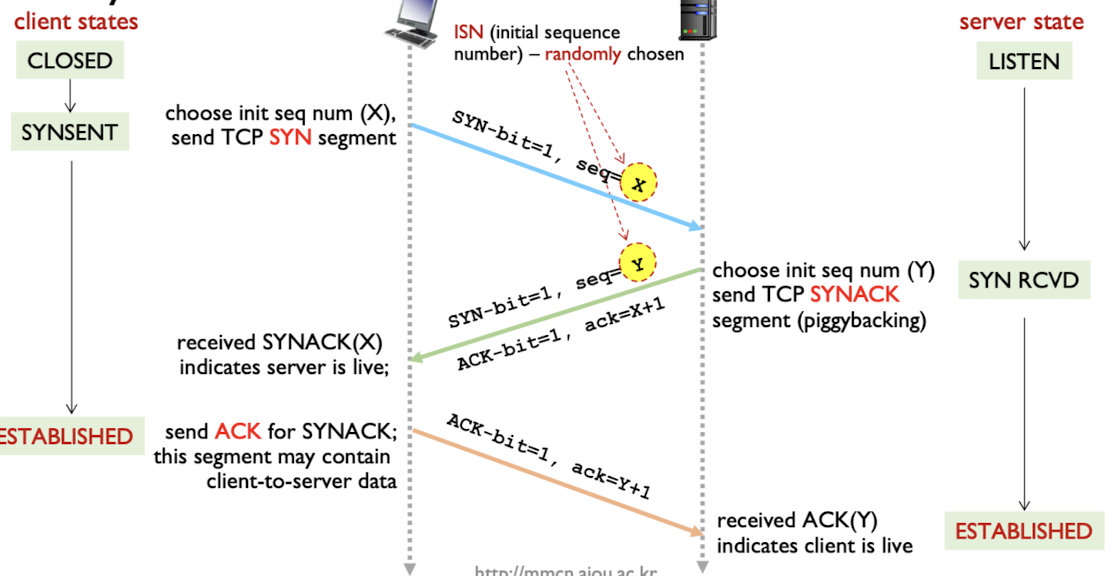 client states
CLOSED
SYNSENT
ESTABLISHED
choose init seq num (X),
send TCP SYN segment
received SYNACK(X)
indicates server is live;
send ACK for SYNACK;
this segment may contain
client-to-server data
ISN (initial sequence
number) – randomly chosen
SYN-bit=1, seq=X
SYN-bit=1, seq=Y
ACK-bit=1, ack=X+1
ACK-bit=1, ack=Y+1
choose init seq num (Y)
send TCP SYNACK
segment (piggybacking)
received ACK(Y)
indicates client is live
server state
LISTEN
SYN RCVD
ESTABLISHED
http://mmcn.ajou.ac.kr